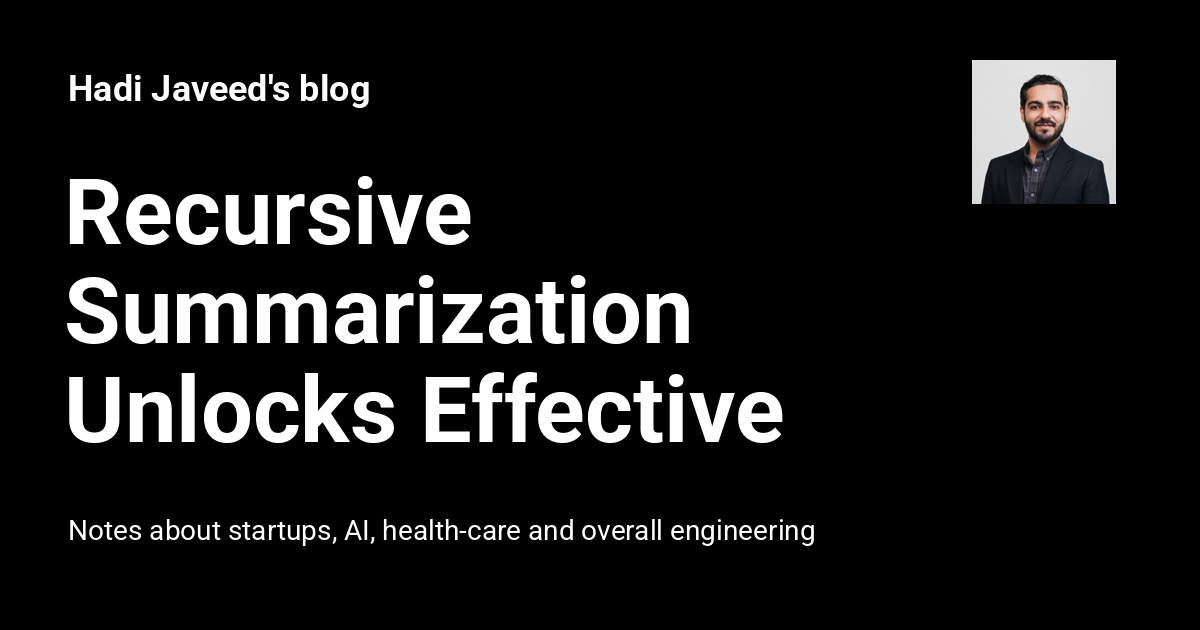 Hadi Javeed's blog
Recursive
Summarization
Unlocks Effective
Notes about startups, AI, health-care and overall engineering